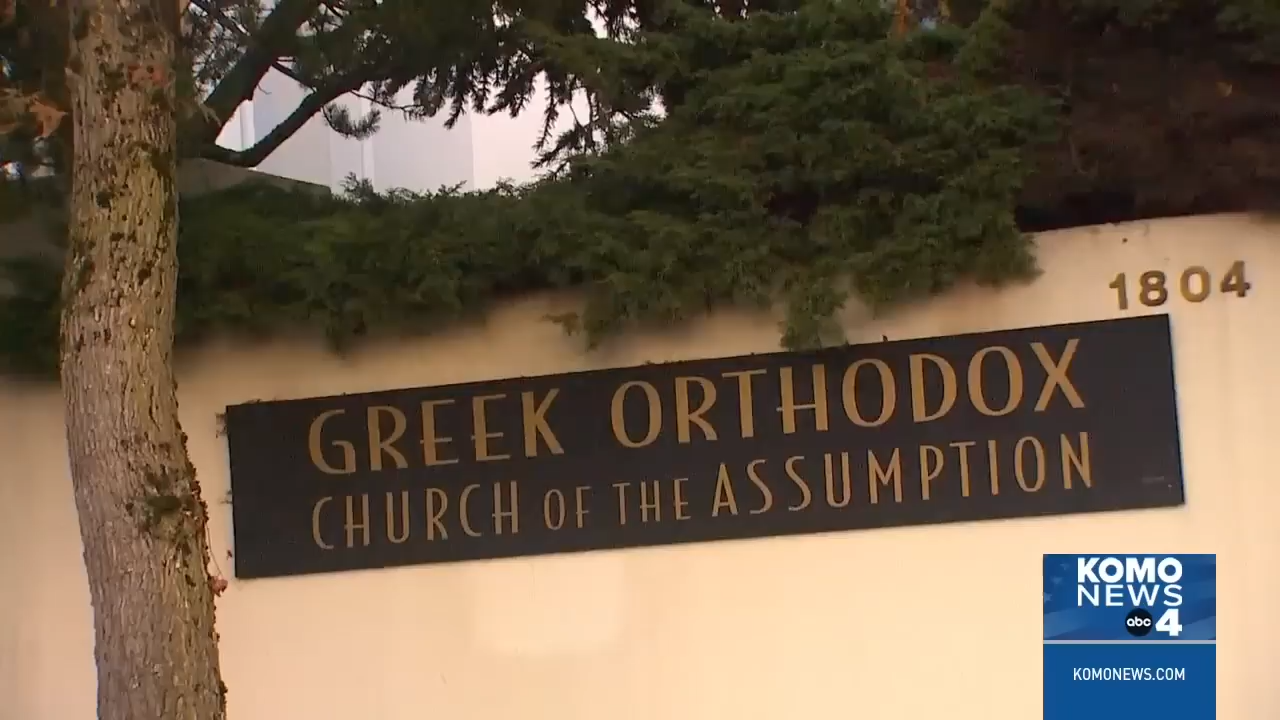 1804
GREEK ORTHODOX
CHURCH OF THE ASSUMPTION
KOMO
NEWS
abc 4
KOMONEWS.COM